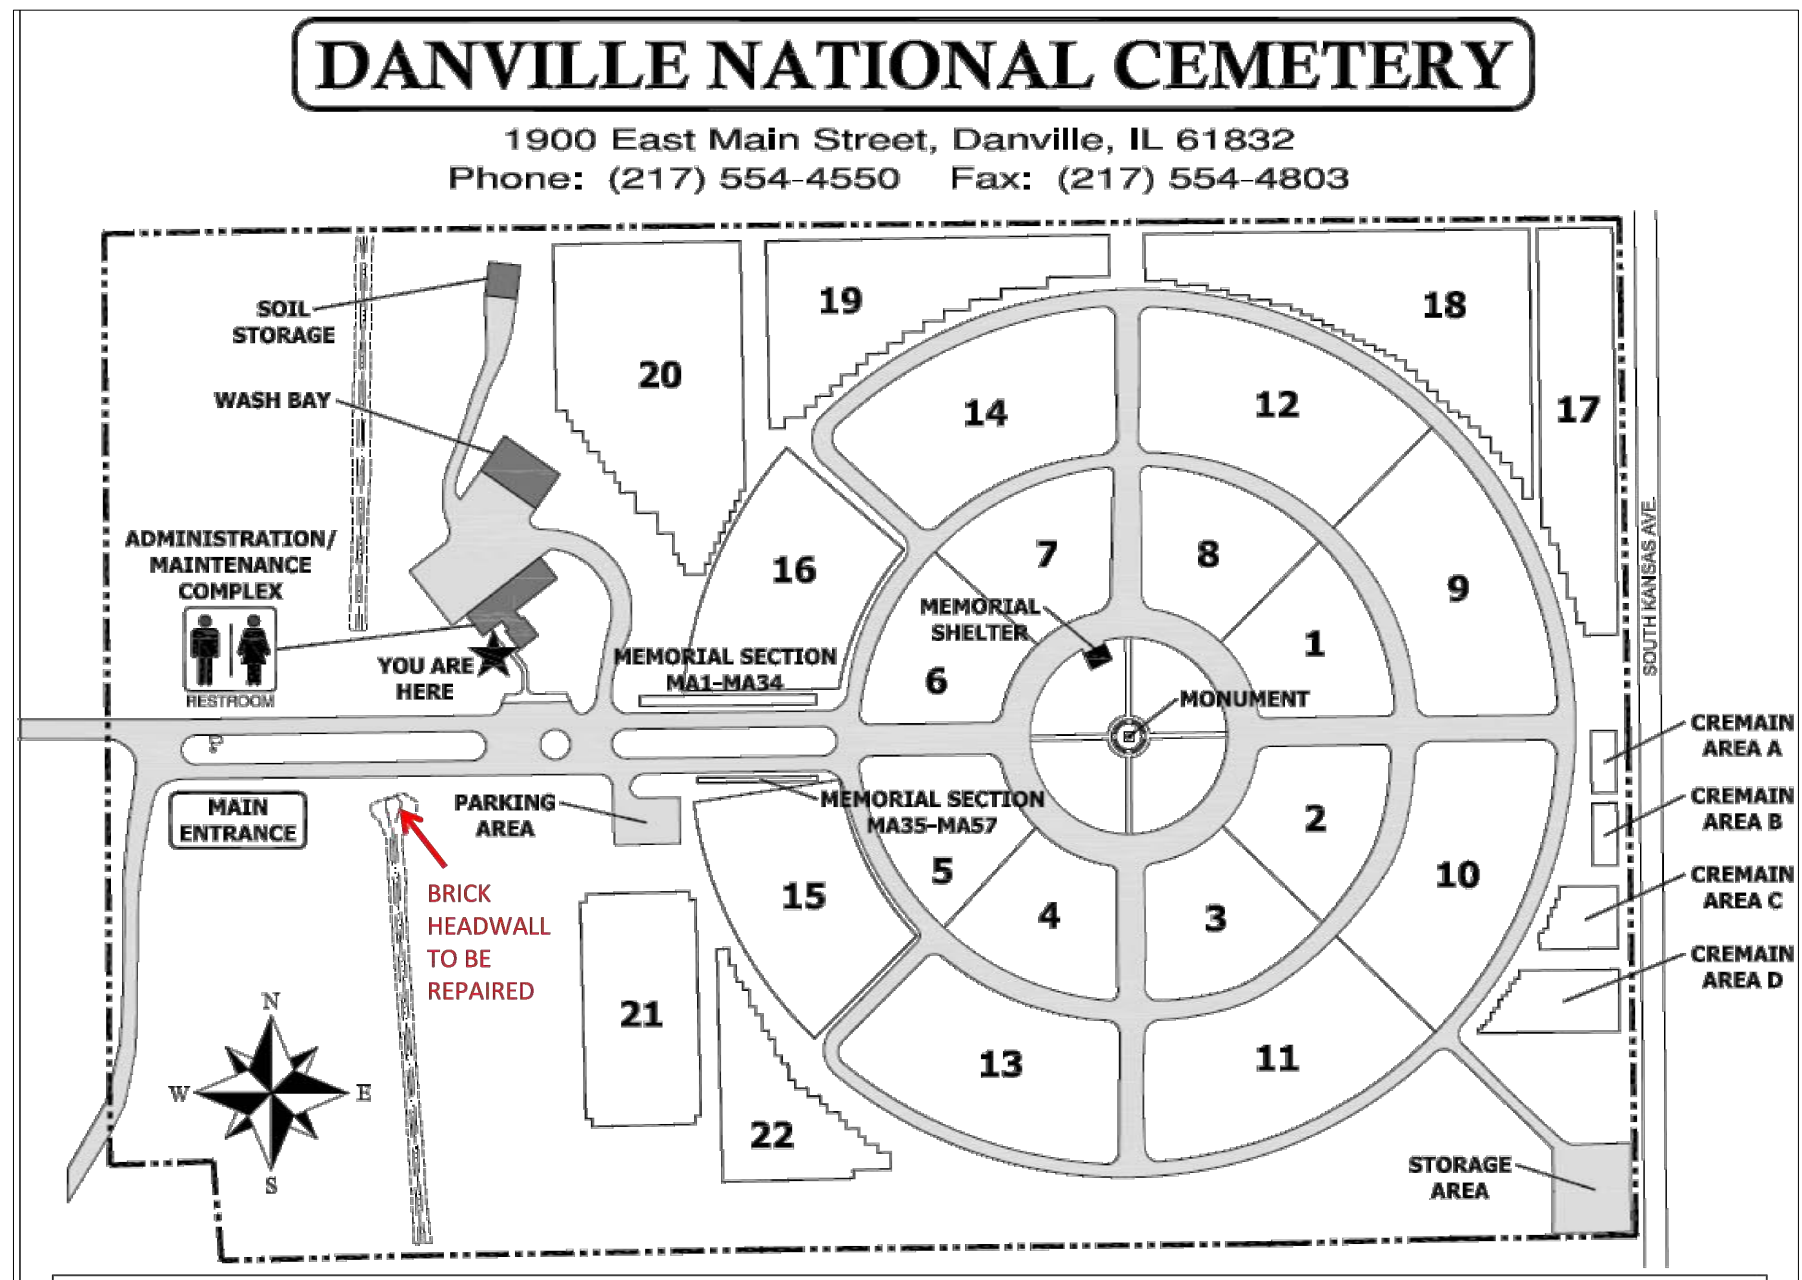 DANVILLE NATIONAL CEMETERY
1900 East Main Street, Danville, IL 61832
Phone: (217) 554-4550 Fax: (217) 554-4803
SOIL
STORAGE
WASH BAY
ADMINISTRATION/
MAINTENANCE
COMPLEX
RESTROOM
YOU ARE
HERE
MEMORIAL SECTION
MA1-MA34
20
19
18
17
14
12
16
7
8
9
MEMORIAL
SHELTER
6
1
MONUMENT
SOUTH KANSAS AVE.
P
MAIN
ENTRANCE
PARKING
AREA
MEMORIAL SECTION
MA35-MA57
BRICK
HEADWALL
TO BE
REPAIRED
15
5
4
3
2
10
CREMAIN
AREA A
CREMAIN
AREA B
CREMAIN
AREA C
CREMAIN
AREA D
21
22
13
11
STORAGE
AREA
N
W
E
S